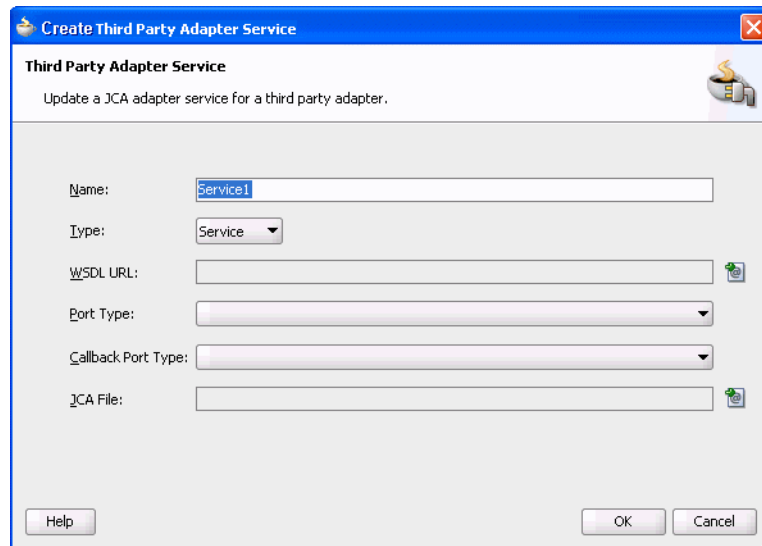 Create Third Party Adapter Service
Third Party Adapter Service
Update a JCA adapter service for a third party adapter.
Name: Service1
Type: Service
WSDL URL:
Port Type:
Callback Port Type:
JCA File:
Help OK Cancel